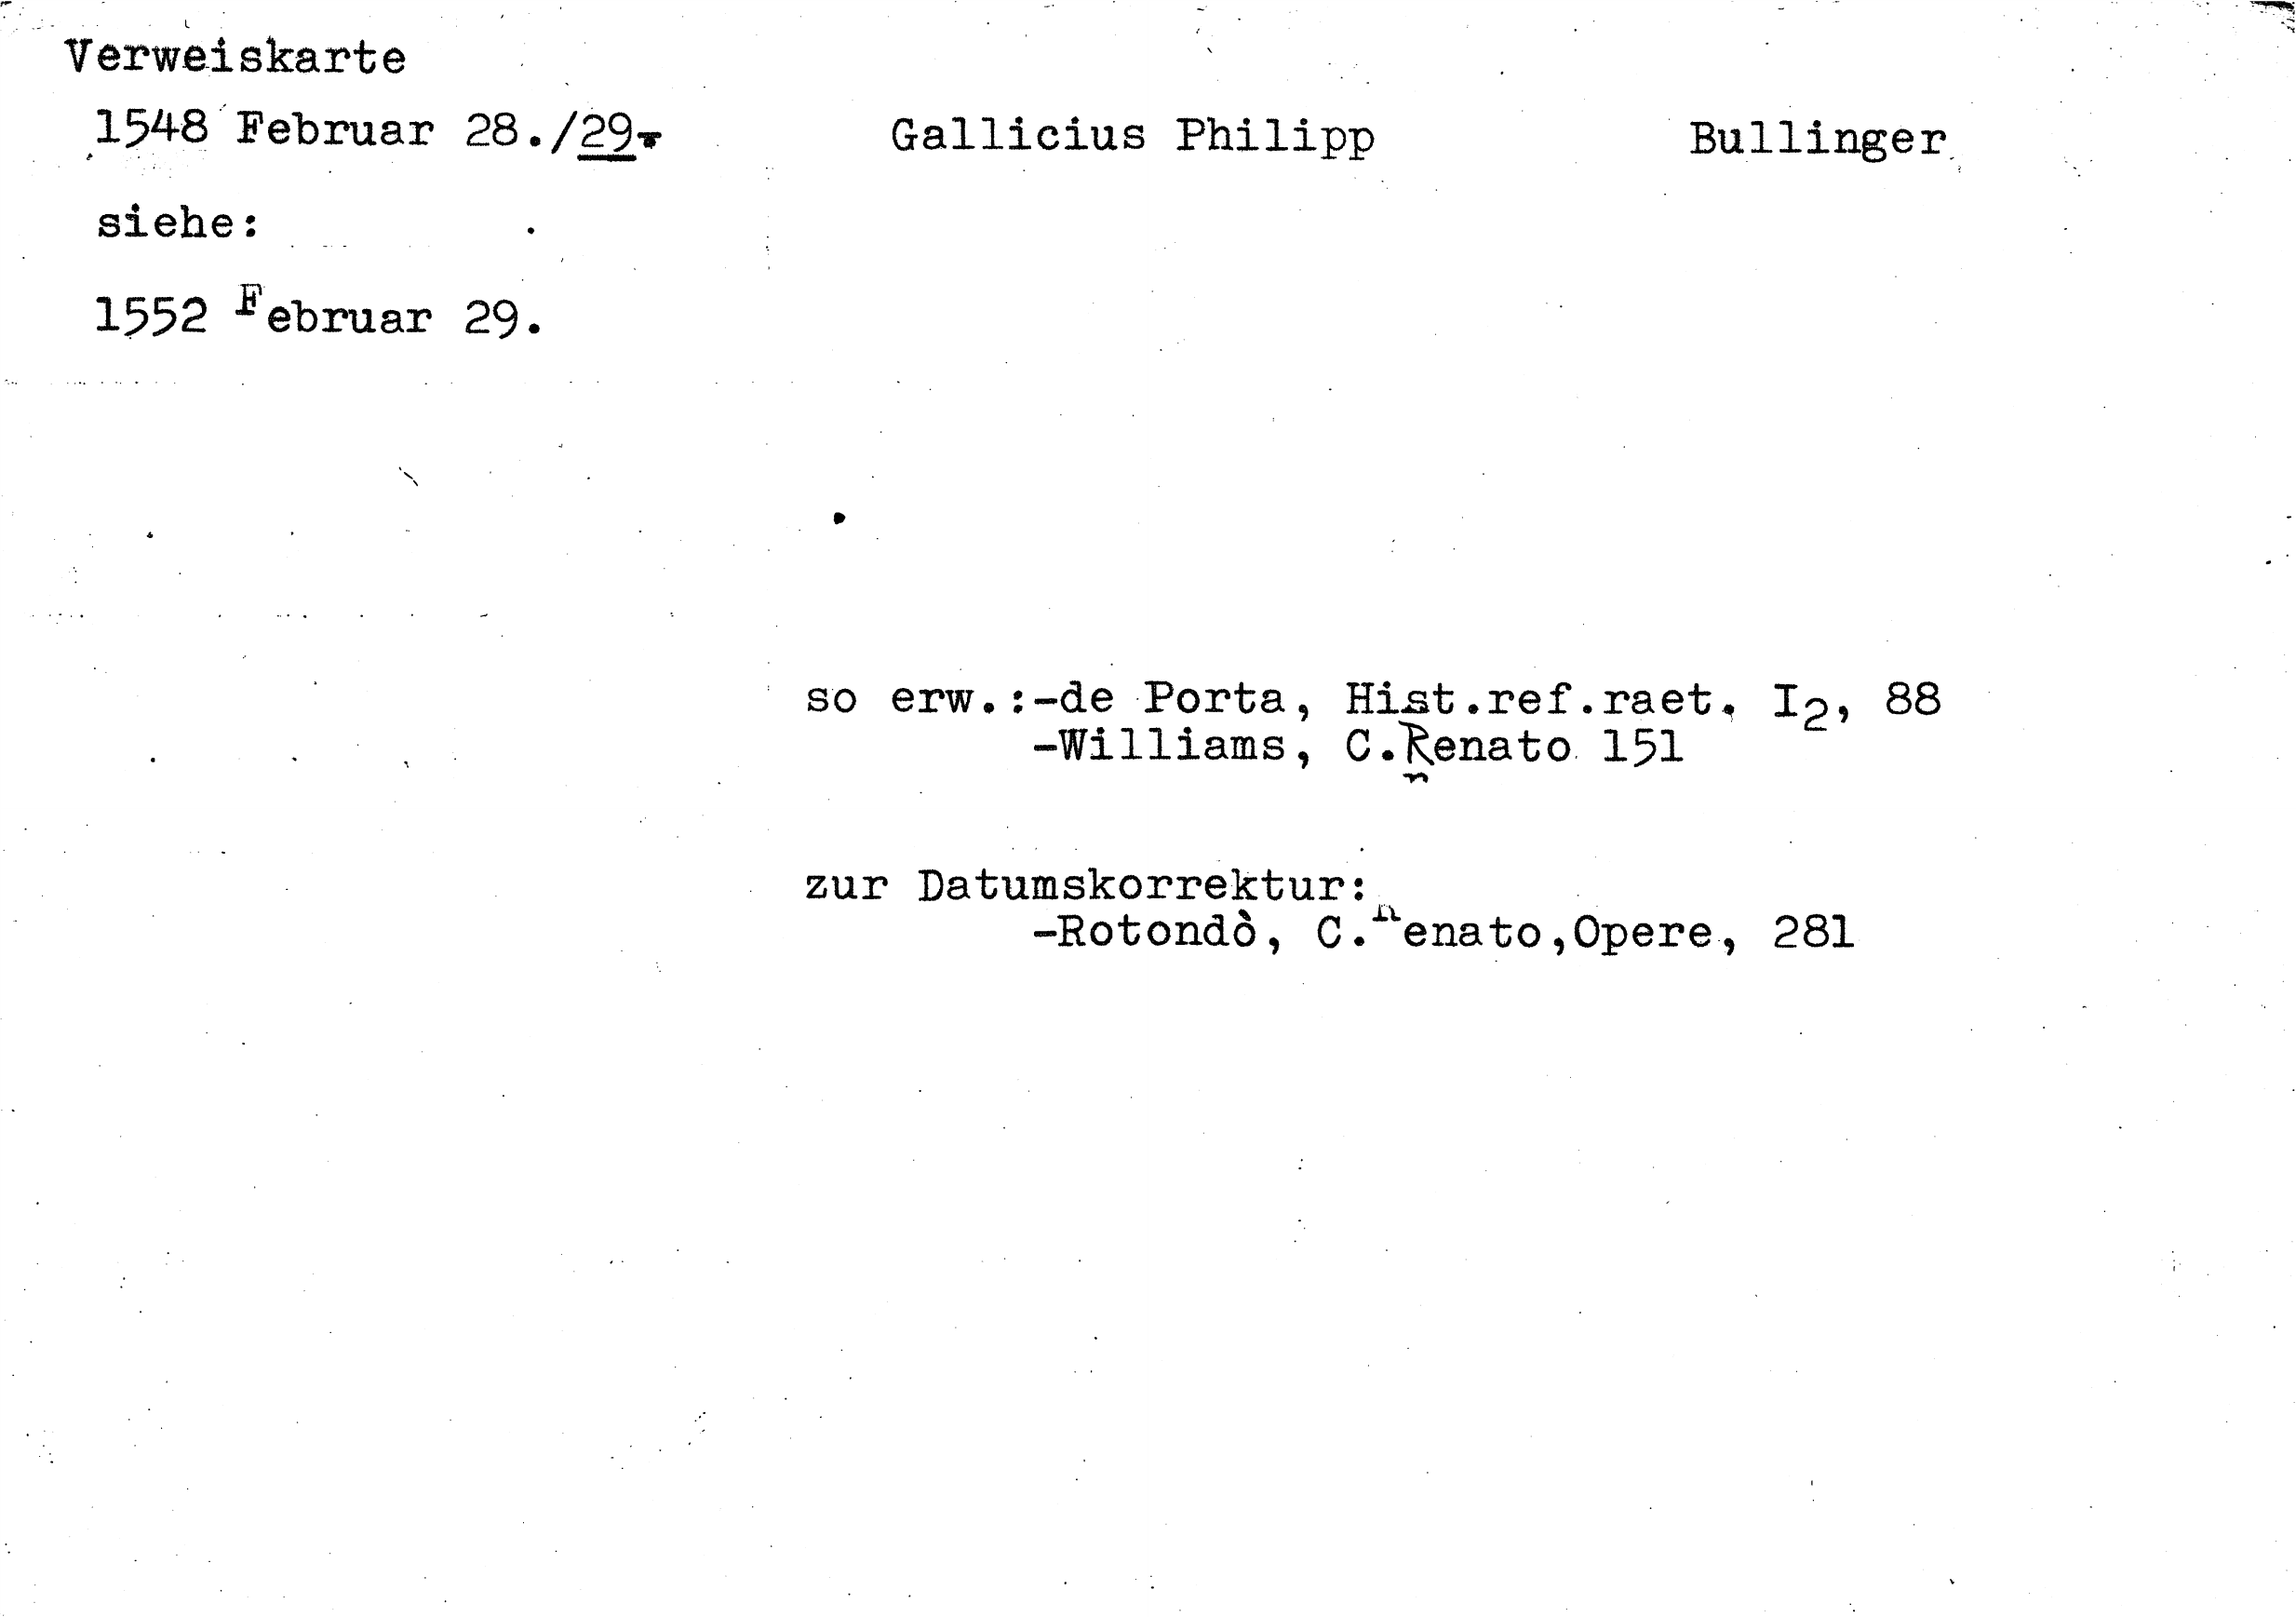 Verweiskarte
1548 Februar 28./29. Gallicius Philipp Bullinger
siehe:
1552 Februar 29.
so erw.:-de Porta, Hist.ref.raet. I2, 88
-Williams, C.Renato 151
zur Datumskorrektur:
-Rotondò, C.Renato,Opere, 281